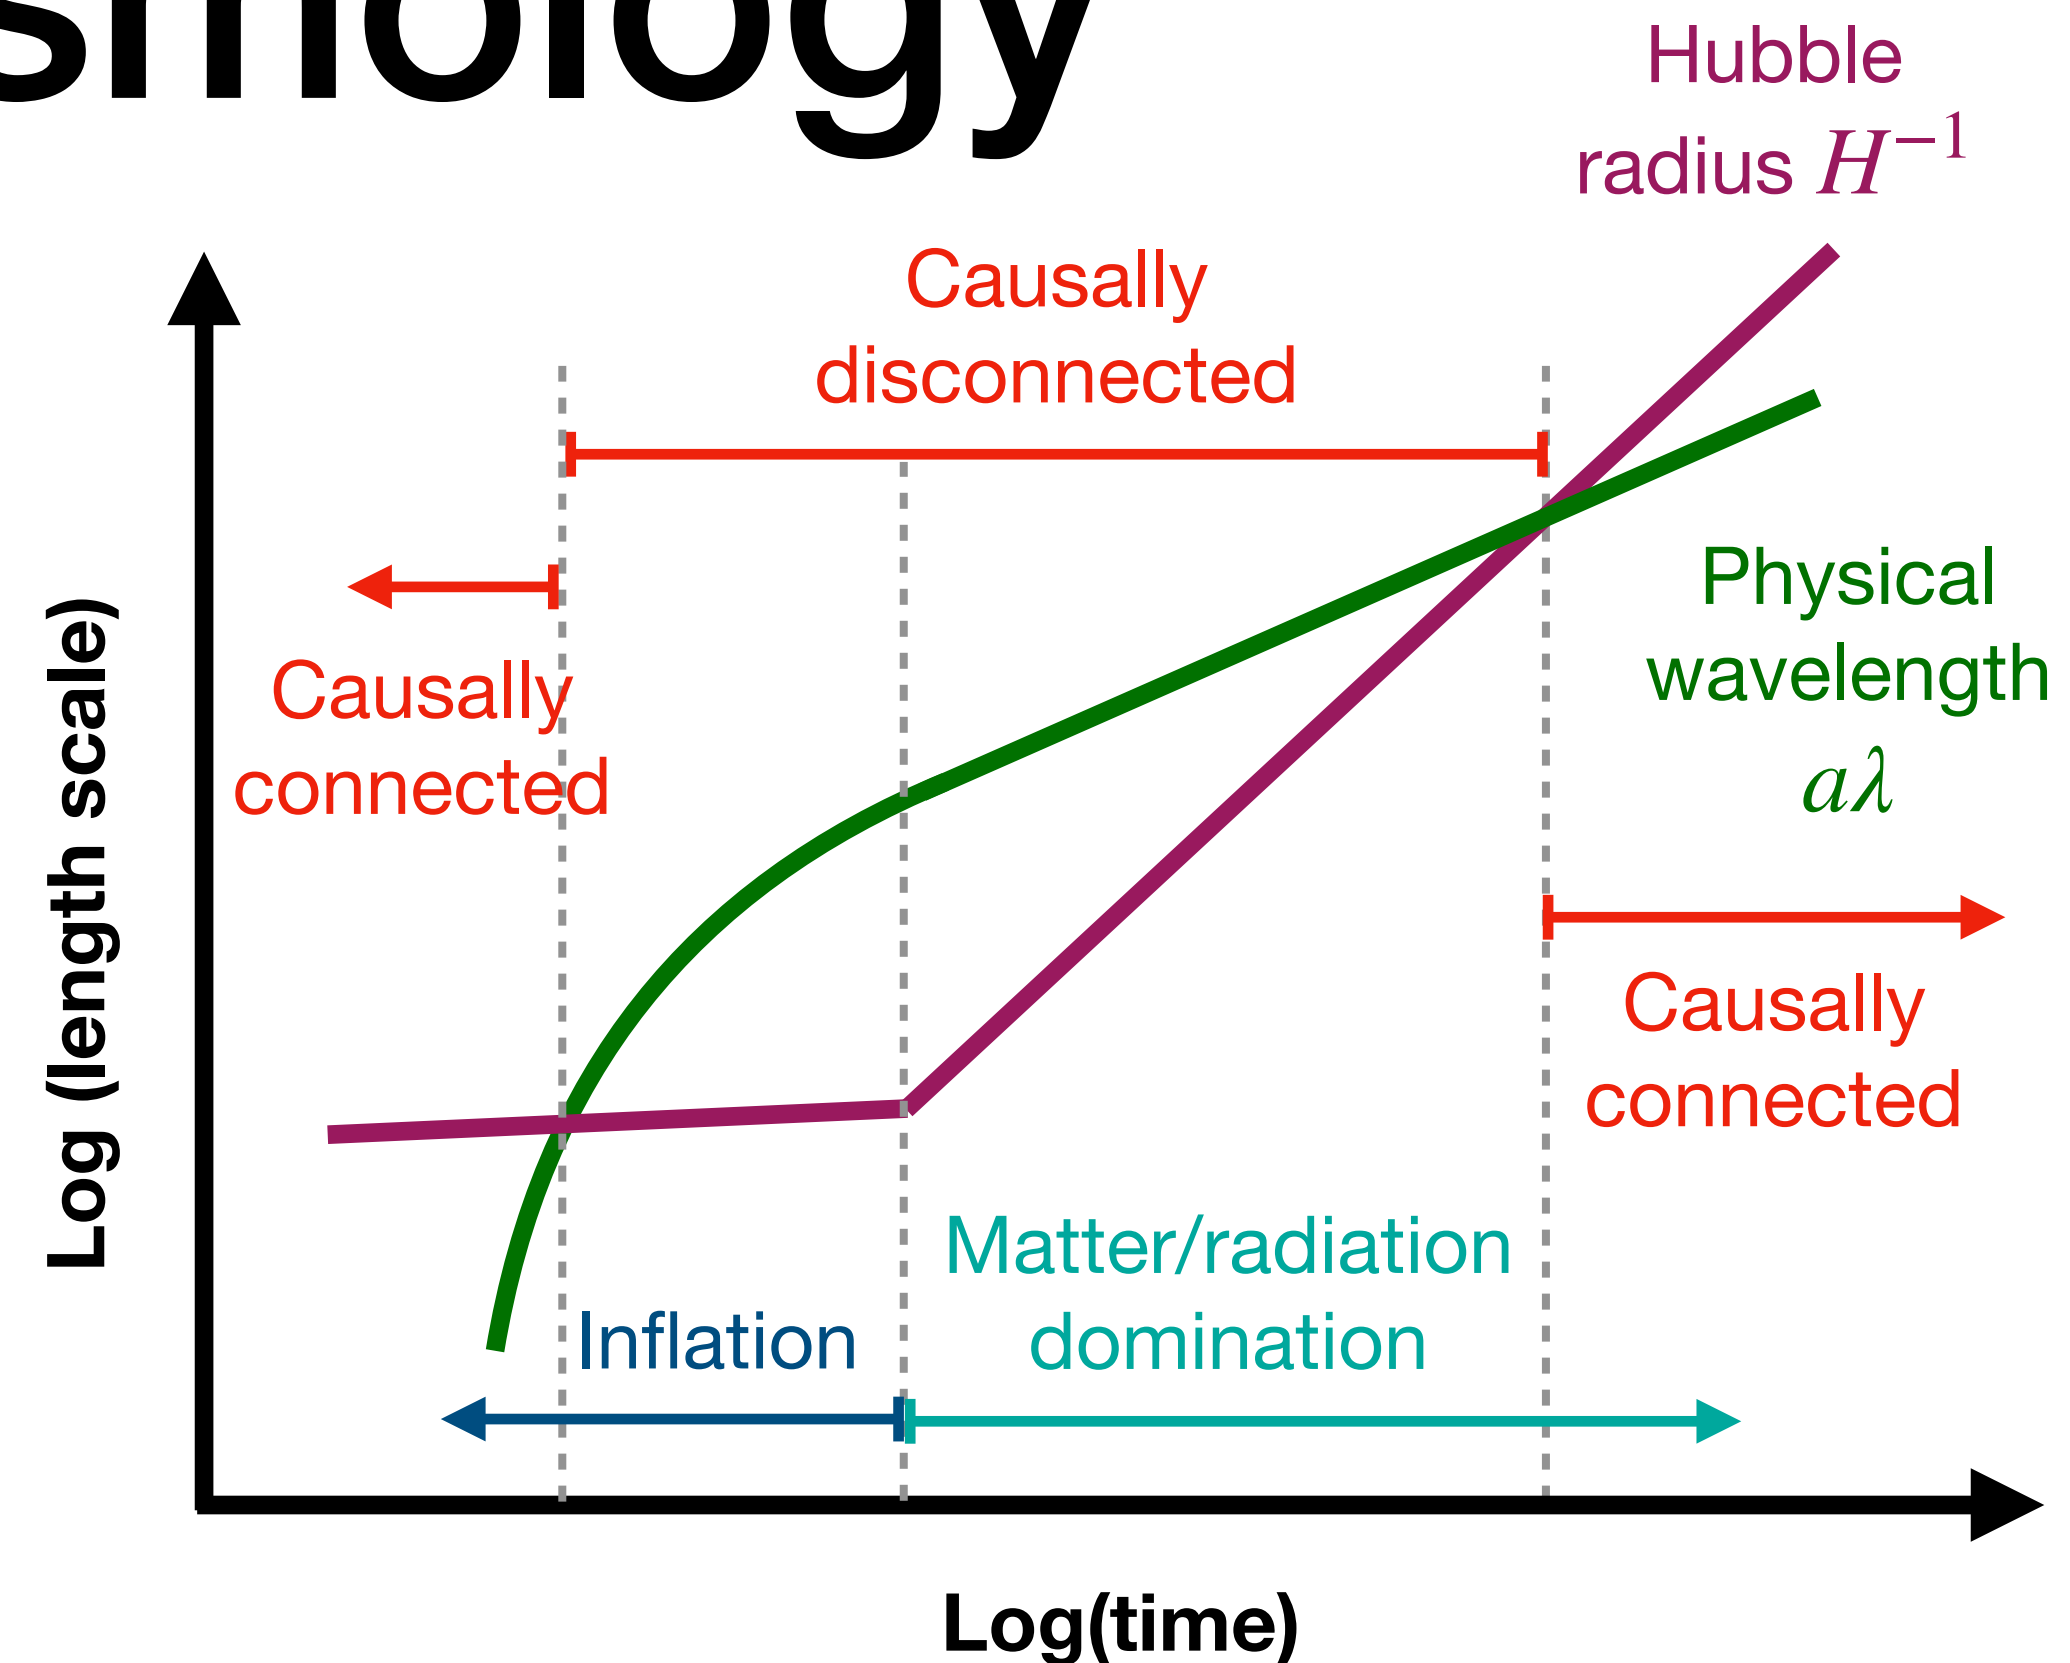 smology
Hubble
radius H⁻¹
Causally
disconnected
Causally
connected
Physical
wavelength
aλ
Causally
connected
Matter/radiation
domination
Inflation
Log (length scale)
Log(time)